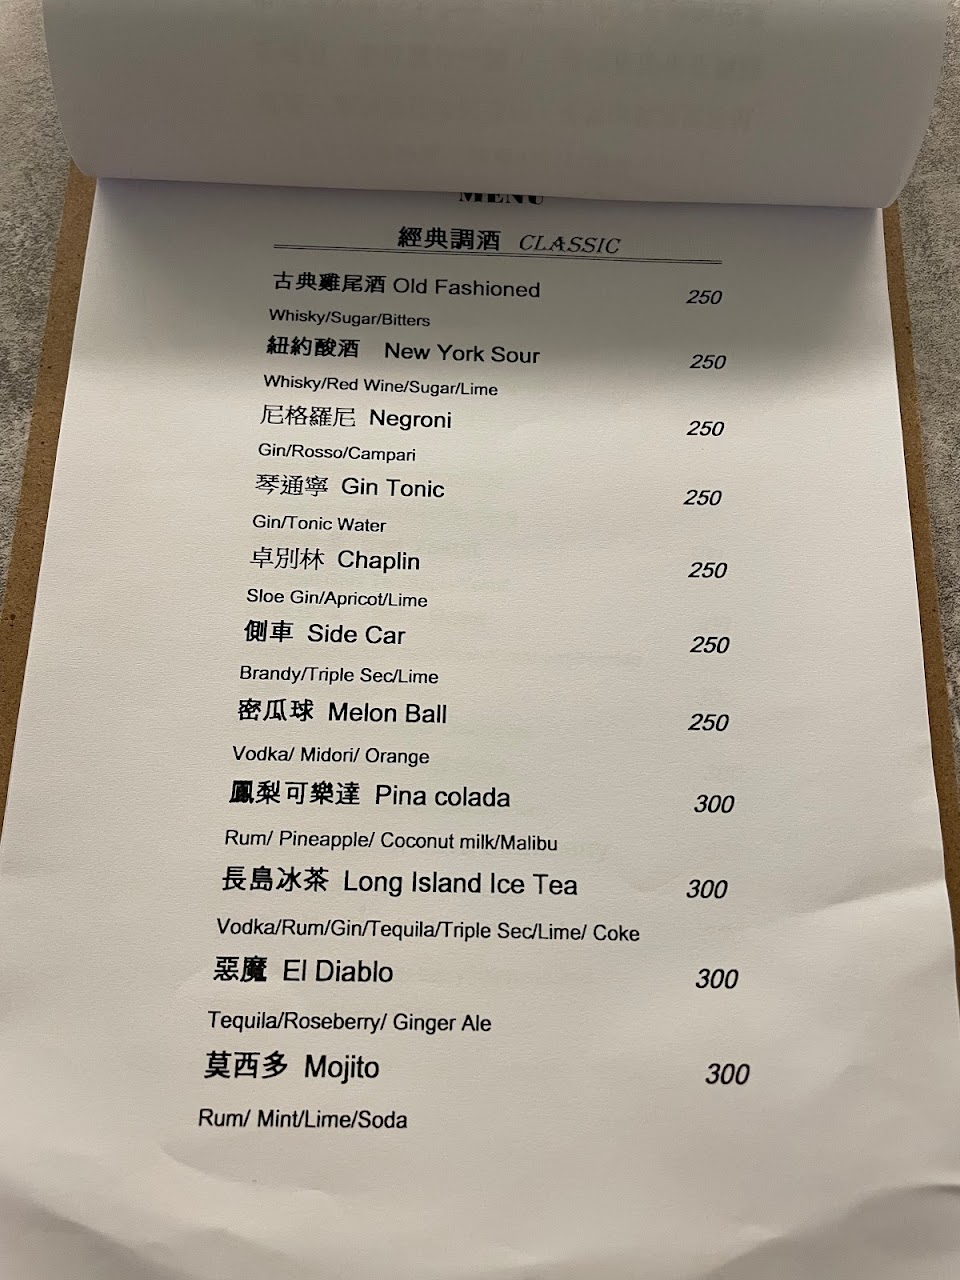 MENU
經典調酒 CLASSIC
古典雞尾酒 Old Fashioned 250
Whisky/Sugar/Bitters
紐約酸酒 New York Sour 250
Whisky/Red Wine/Sugar/Lime
尼格羅尼 Negroni 250
Gin/Rosso/Campari
琴通寧 Gin Tonic 250
Gin/Tonic Water
卓別林 Chaplin 250
Sloe Gin/Apricot/Lime
側車 Side Car 250
Brandy/Triple Sec/Lime
密瓜球 Melon Ball 250
Vodka/ Midori/ Orange
鳳梨可樂達 Pina colada 300
Rum/ Pineapple/ Coconut milk/Malibu
長島冰茶 Long Island Ice Tea 300
Vodka/Rum/Gin/Tequila/Triple Sec/Lime/ Coke
惡魔 El Diablo 300
Tequila/Roseberry/ Ginger Ale
莫西多 Mojito 300
Rum/ Mint/Lime/Soda